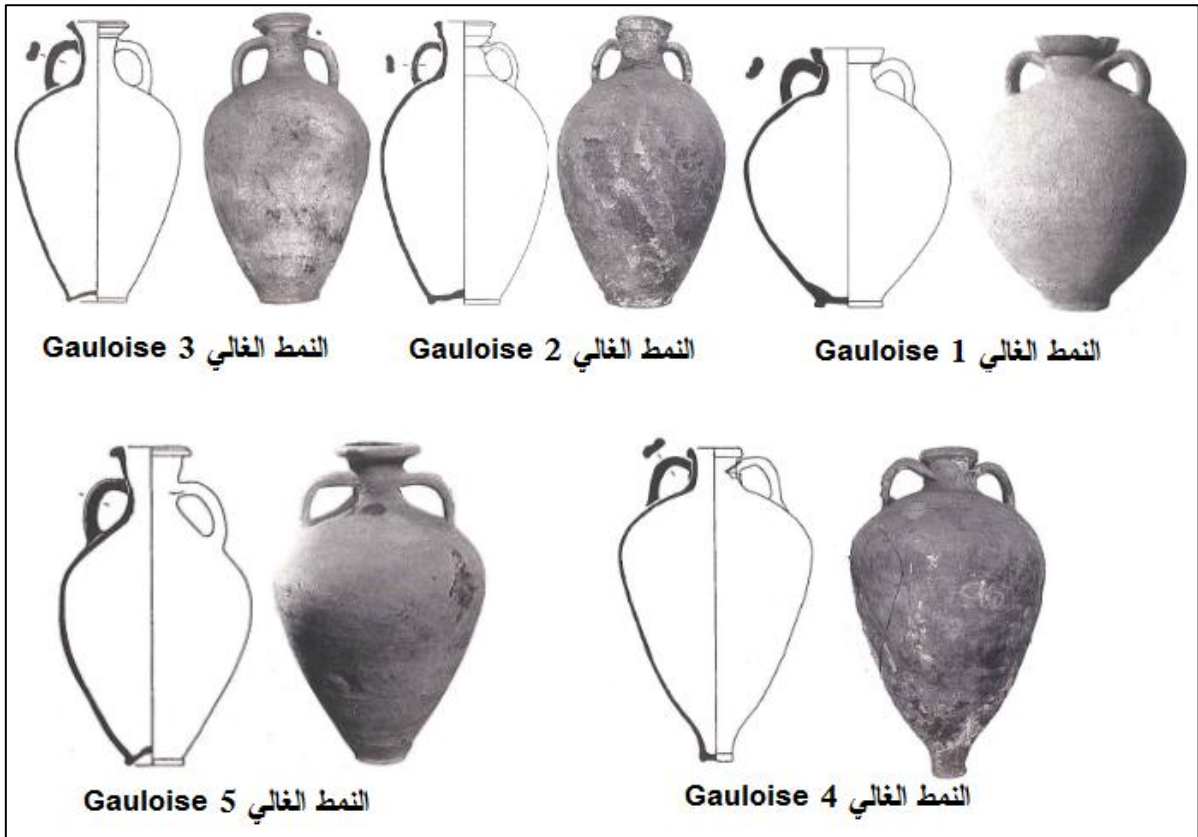 النمط الغالي Gauloise 1
النمط الغالي Gauloise 2
النمط الغالي Gauloise 3
النمط الغالي Gauloise 4
النمط الغالي Gauloise 5